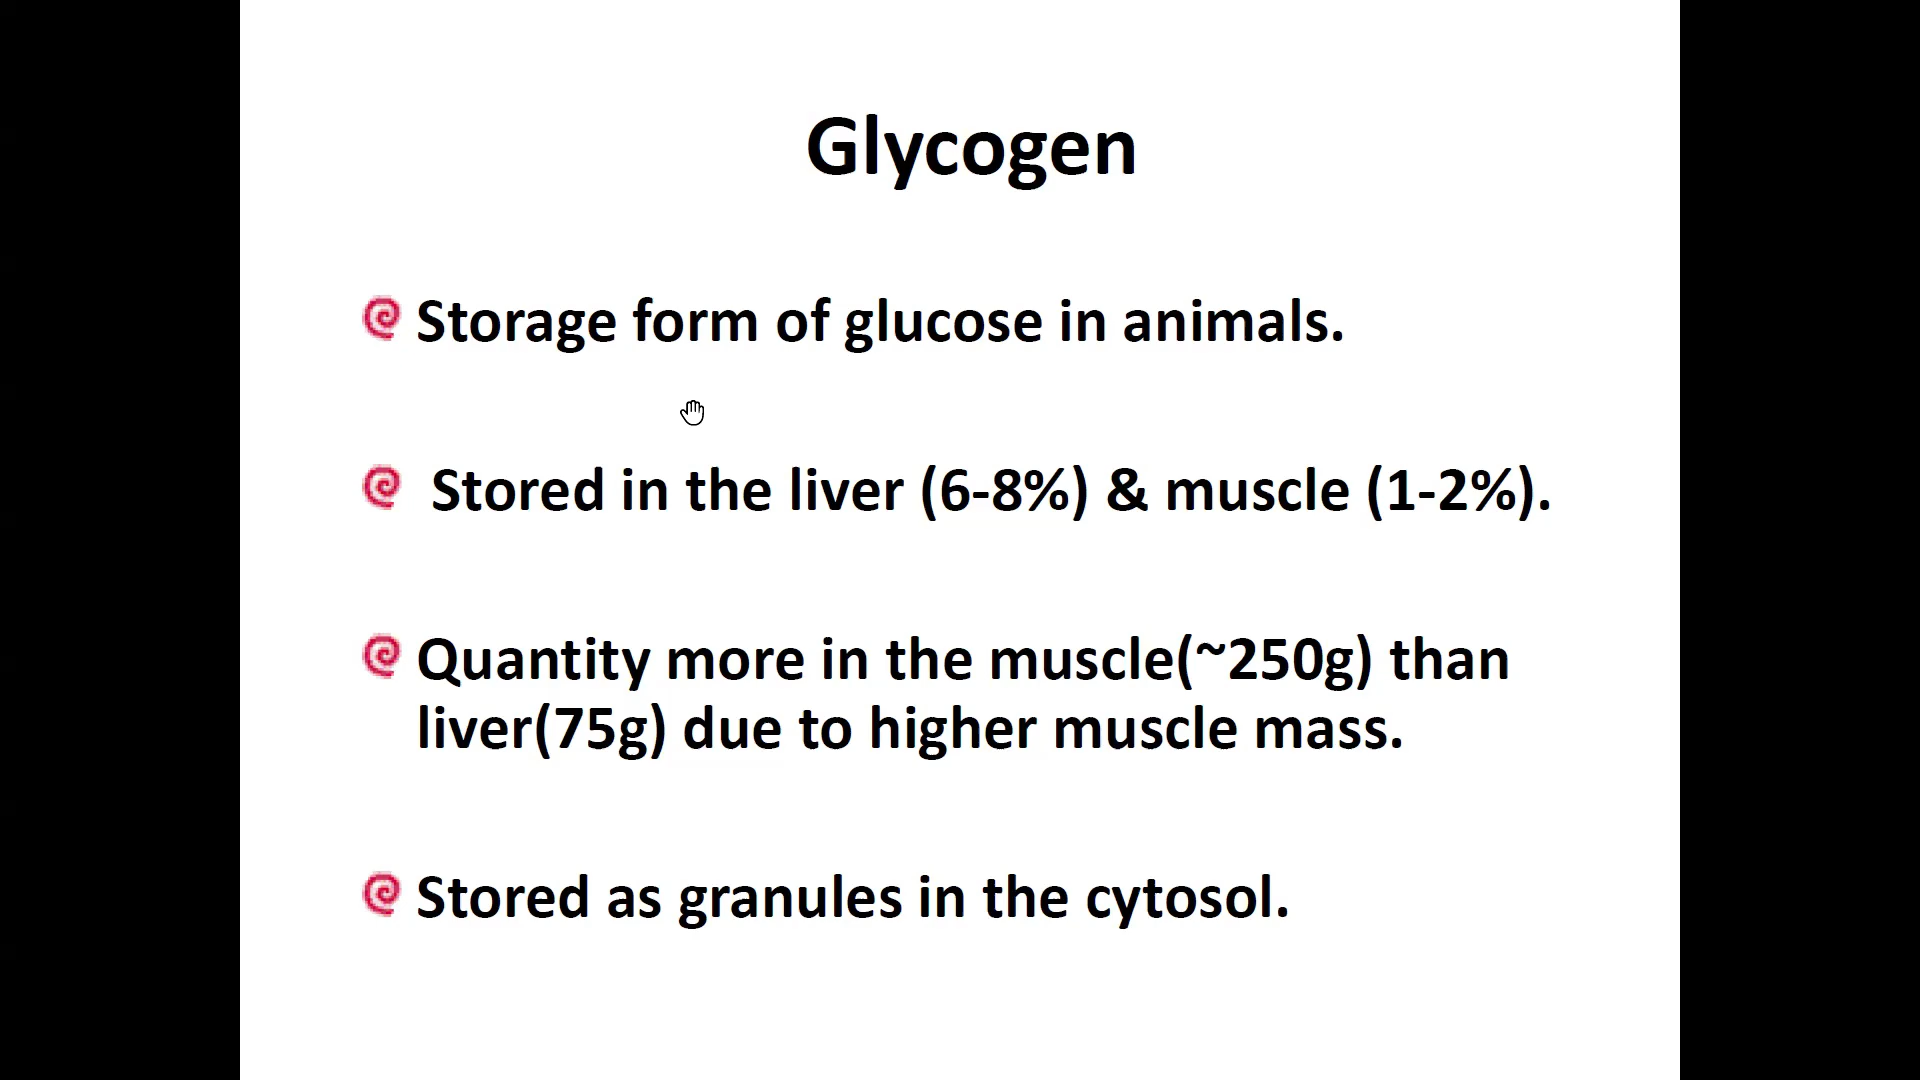 Glycogen
Storage form of glucose in animals.
Stored in the liver (6-8%) & muscle (1-2%).
Quantity more in the muscle(~250g) than
liver(75g) due to higher muscle mass.
Stored as granules in the cytosol.